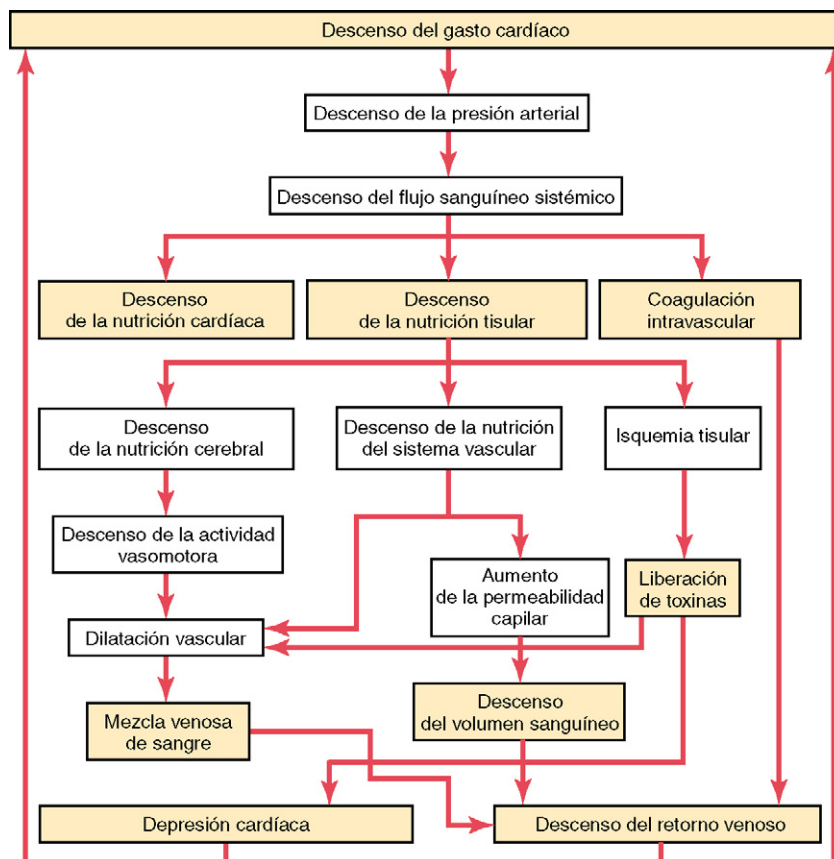 Descenso del gasto cardíaco
Descenso de la presión arterial
Descenso del flujo sanguíneo sistémico
Descenso
de la nutrición cardíaca
Descenso
de la nutrición tisular
Coagulación
intravascular
Descenso
de la nutrición cerebral
Descenso de la nutrición
del sistema vascular
Isquemia tisular
Descenso de la actividad
vasomotora
Aumento
de la permeabilidad
capilar
Liberación
de toxinas
Dilatación vascular
Mezcla venosa
de sangre
Descenso
del volumen sanguíneo
Depresión cardíaca
Descenso del retorno venoso